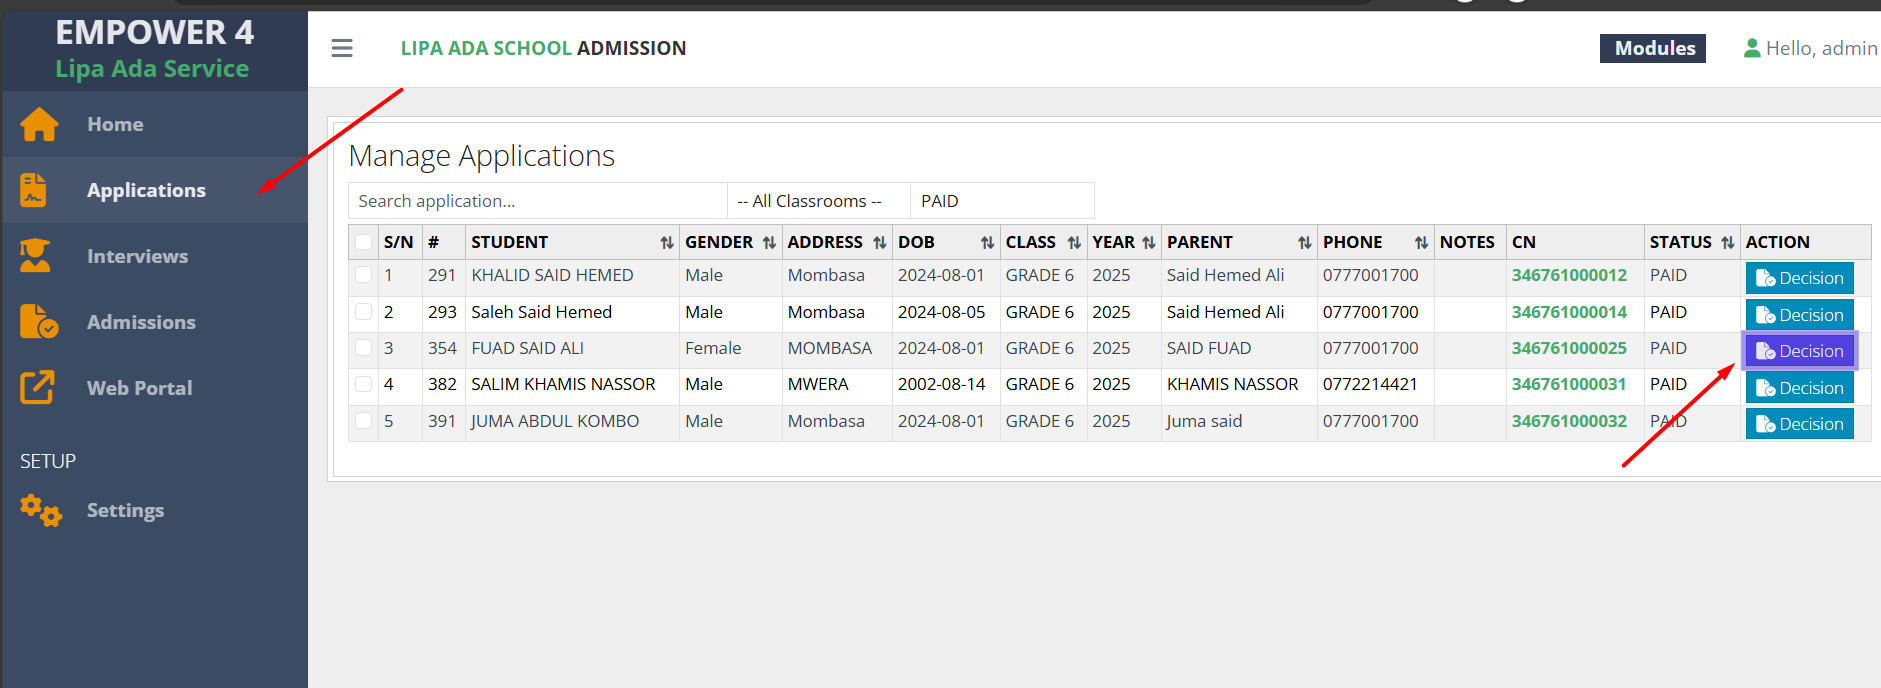 EMPOWER 4
Lipa Ada Service
LIPA ADA SCHOOL ADMISSION
Modules
Hello, admin
Home
Applications
Interviews
Admissions
Web Portal
SETUP
Settings
Manage Applications
Search application...
-- All Classrooms --
PAID
S/N # STUDENT GENDER ADDRESS DOB CLASS YEAR PARENT PHONE NOTES CN STATUS ACTION
1 291 KHALID SAID HEMED Male Mombasa 2024-08-01 GRADE 6 2025 Said Hemed Ali 0777001700 346761000012 PAID Decision
2 293 Saleh Said Hemed Male Mombasa 2024-08-05 GRADE 6 2025 Said Hemed Ali 0777001700 346761000014 PAID Decision
3 354 FUAD SAID ALI Female MOMBASA 2024-08-01 GRADE 6 2025 SAID FUAD 0777001700 346761000025 PAID Decision
4 382 SALIM KHAMIS NASSOR Male MWERA 2002-08-14 GRADE 6 2025 KHAMIS NASSOR 0772214421 346761000031 PAID Decision
5 391 JUMA ABDUL KOMBO Male Mombasa 2024-08-01 GRADE 6 2025 Juma said 0777001700 346761000032 PAID Decision